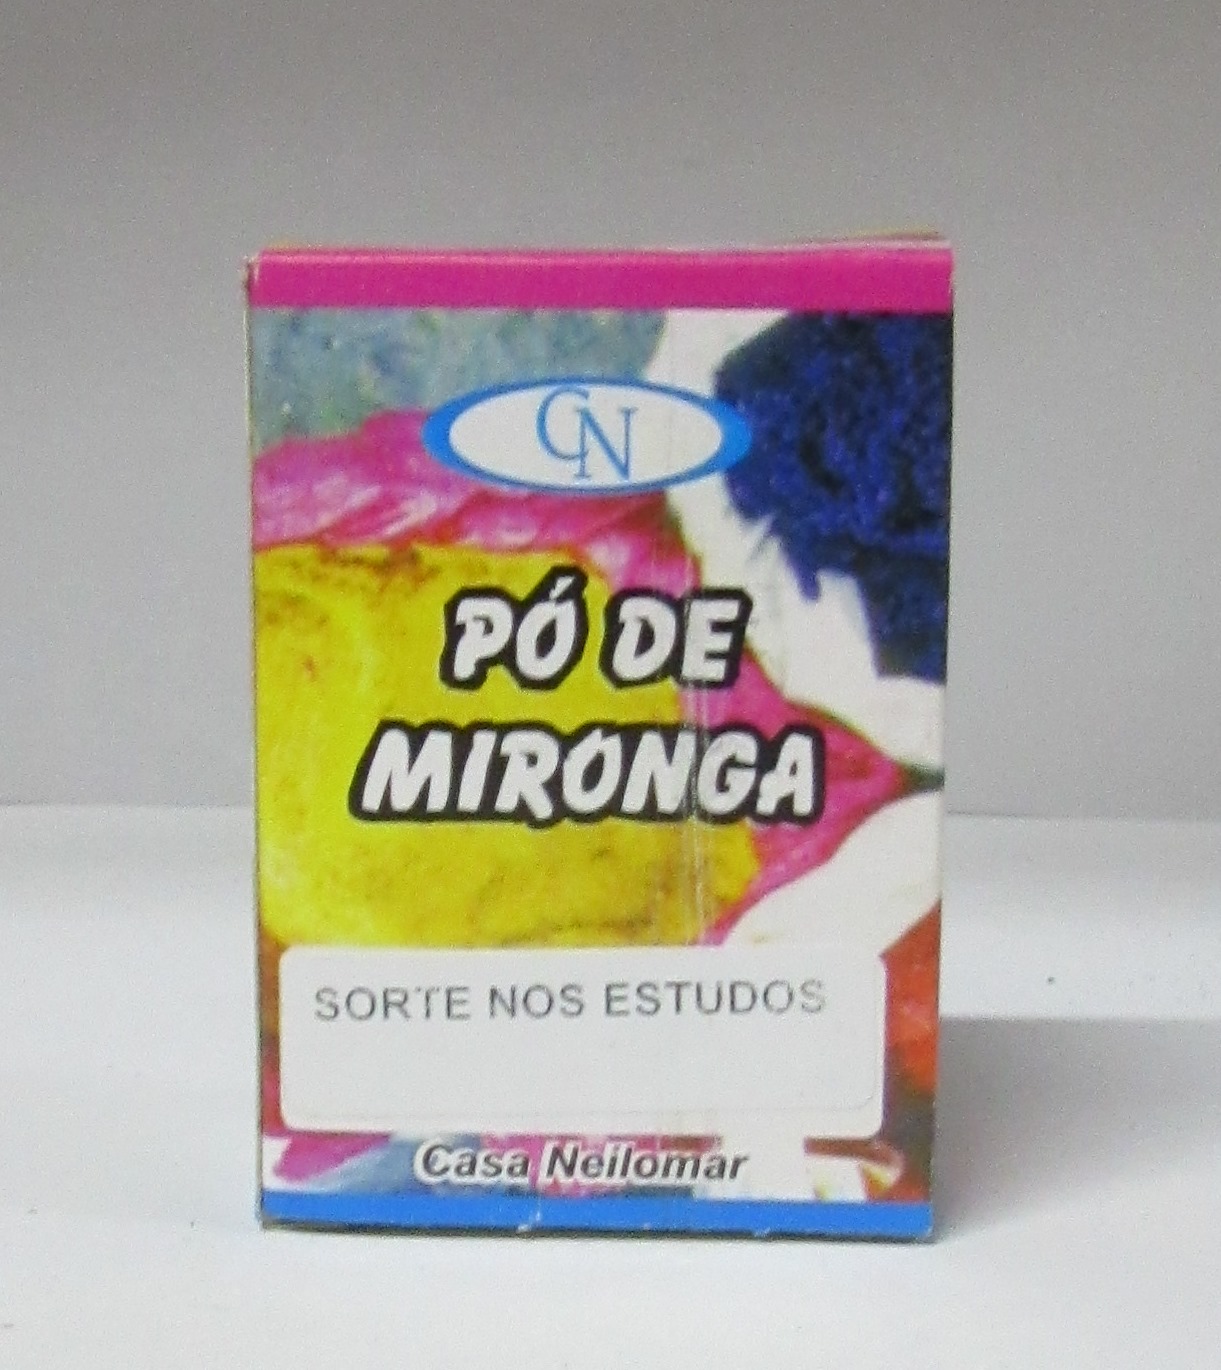 CN
PÓ DE
MIRONGA
SORTE NOS ESTUDOS
Casa Neilomar